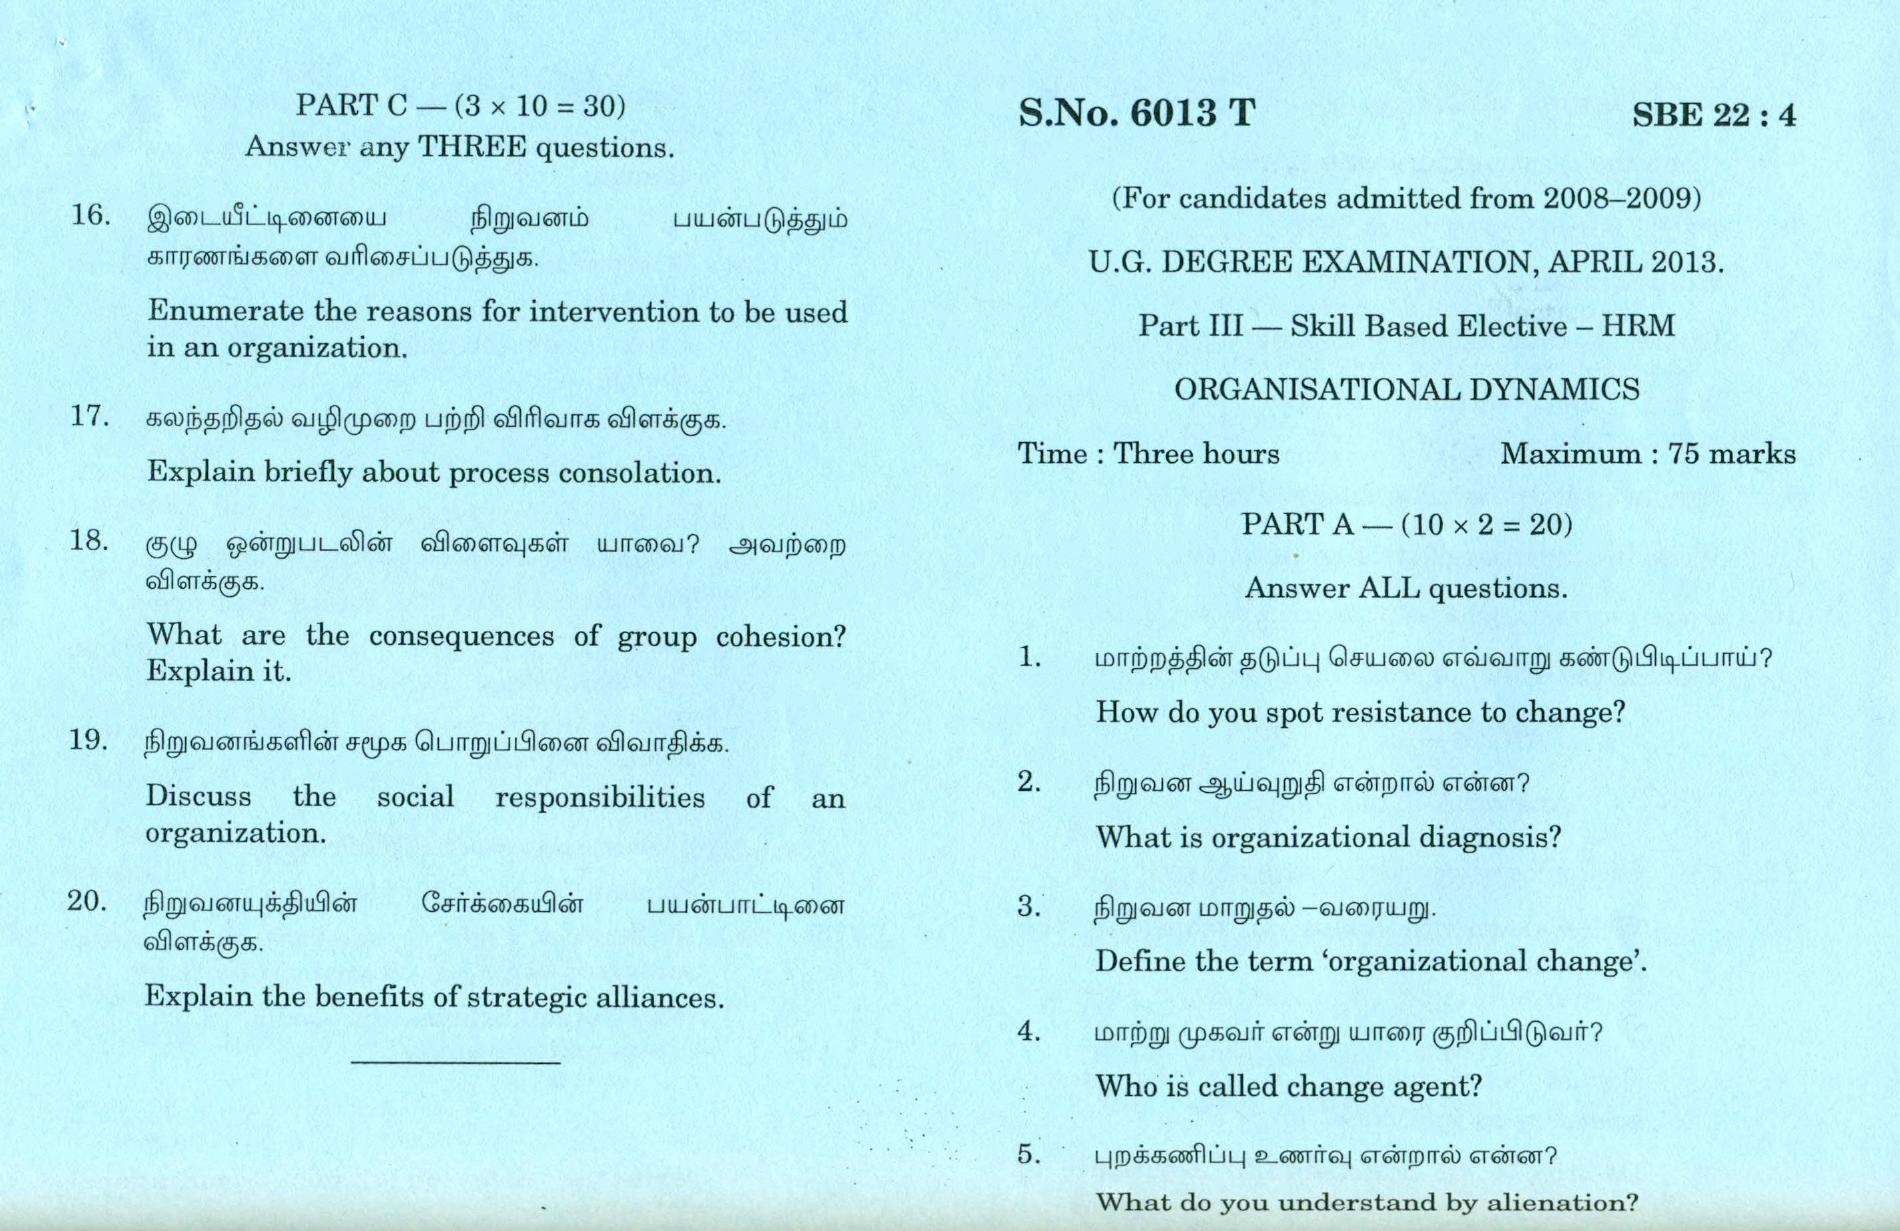 PART C — (3 × 10 = 30)
Answer any THREE questions.
16. இடையீட்டினையை நிறுவனம் பயன்படுத்தும்
காரணங்களை வரிசைப்படுத்துக.
Enumerate the reasons for intervention to be used
in an organization.
17. கலந்தறிதல் வழிமுறை பற்றி விரிவாக விளக்குக.
Explain briefly about process consolation.
18. குழு ஒன்றுபடலின் விளைவுகள் யாவை? அவற்றை
விளக்குக.
What are the consequences of group cohesion?
Explain it.
19. நிறுவனங்களின் சமூக பொறுப்பினை விவாதிக்க.
Discuss the social responsibilities of an
organization.
20. நிறுவனயுக்தியின் சேர்க்கையின் பயன்பாட்டினை
விளக்குக.
Explain the benefits of strategic alliances.
S.No. 6013 T SBE 22 : 4
(For candidates admitted from 2008–2009)
U.G. DEGREE EXAMINATION, APRIL 2013.
Part III — Skill Based Elective – HRM
ORGANISATIONAL DYNAMICS
Time : Three hours Maximum : 75 marks
PART A — (10 × 2 = 20)
Answer ALL questions.
1. மாற்றத்தின் தடுப்பு செயலை எவ்வாறு கண்டுபிடிப்பாய்?
How do you spot resistance to change?
2. நிறுவன ஆய்வுறுதி என்றால் என்ன?
What is organizational diagnosis?
3. நிறுவன மாறுதல் –வரையறு.
Define the term ‘organizational change’.
4. மாற்று முகவர் என்று யாரை குறிப்பிடுவர்?
Who is called change agent?
5. புறக்கணிப்பு உணர்வு என்றால் என்ன?
What do you understand by alienation?